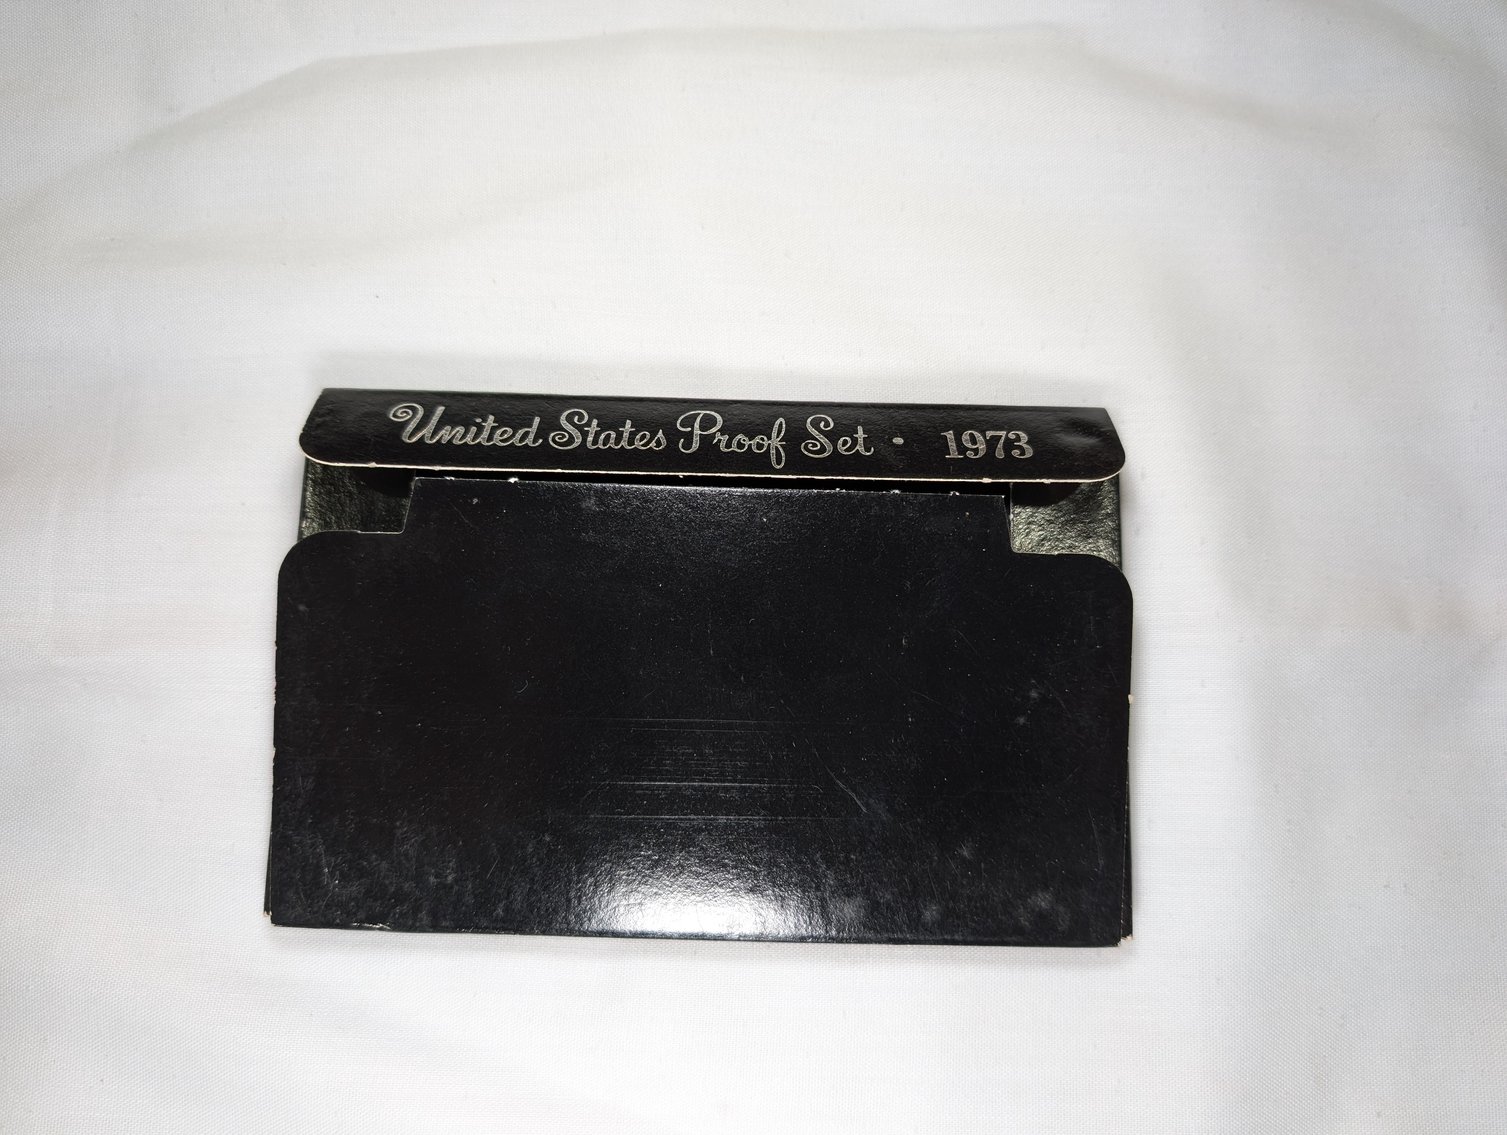 United States Proof Set · 1973